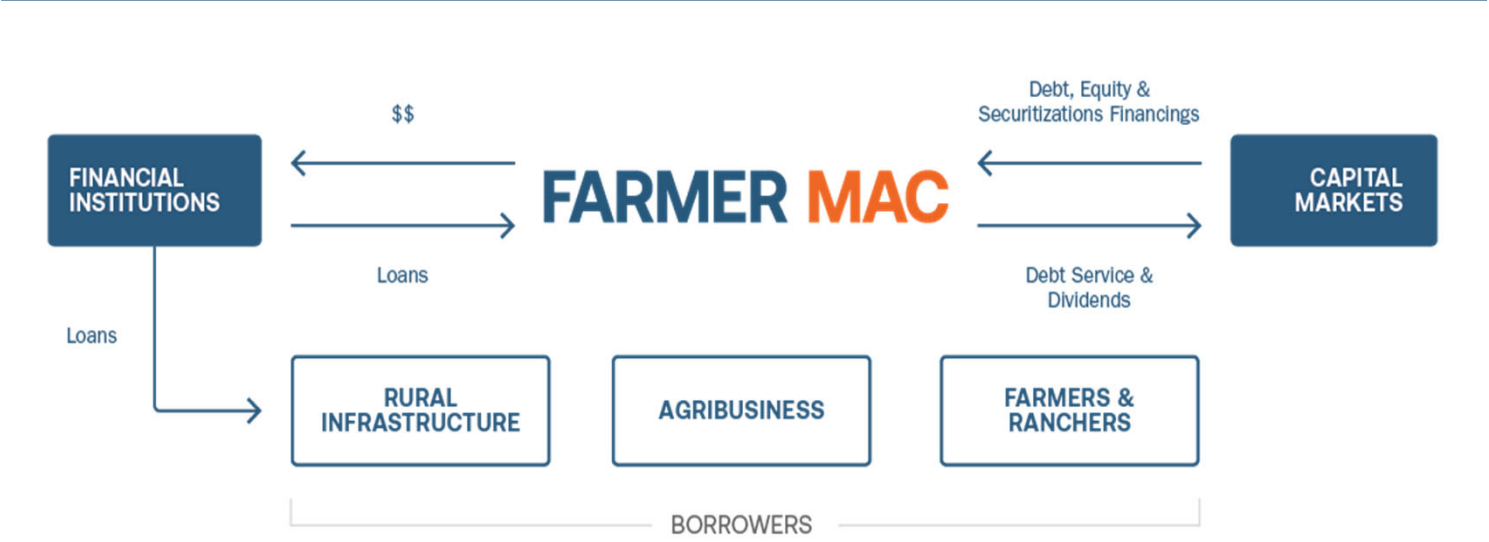 Debt, Equity &
$$
Securitizations Financings
FINANCIAL
INSTITUTIONS
FARMER MAC
CAPITAL
MARKETS
Loans
Debt Service &
Dividends
Loans
RURAL
INFRASTRUCTURE
AGRIBUSINESS
FARMERS &
RANCHERS
BORROWERS